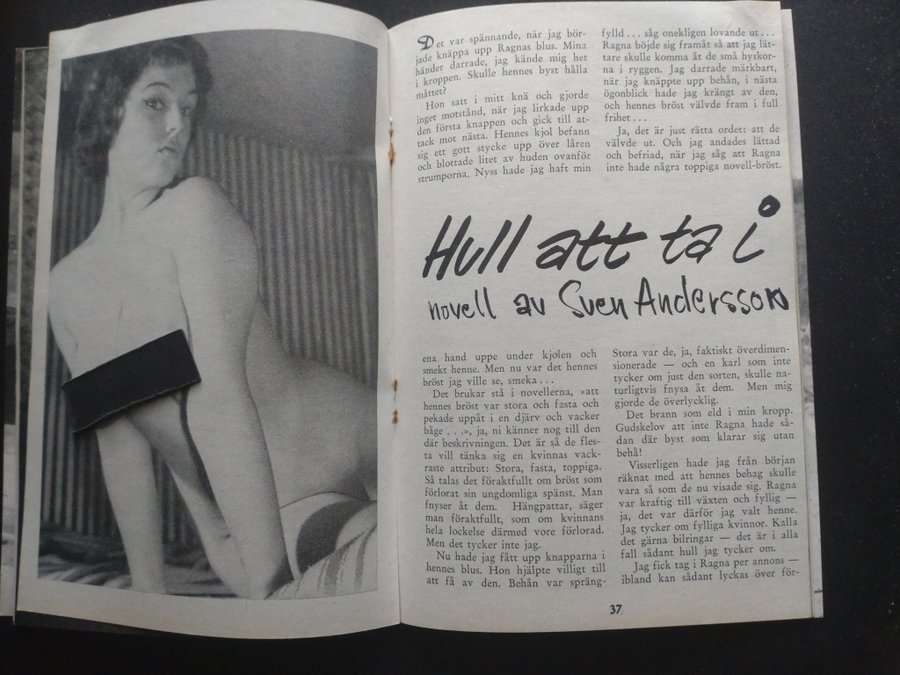 Det var spännande, när jag bör-
jade knäppa upp Ragnas blus. Mina
händer darrade, jag kände mig het
i kroppen. Skulle hennes byst hålla
måttet?
Hon satt i mitt knä och gjorde
inget motstånd, när jag lirkade upp
den första knappen och gick till at-
tack mot nästa. Hennes kjol befann
sig ett gott stycke upp över låren
och blottade litet av huden ovanför
strumporna. Nyss hade jag haft min
fylld... såg onekligen lovande ut...
Ragna böjde sig framåt så att jag lät-
tare skulle komma åt de små hyskor-
na i ryggen. Jag darrade märkbart,
när jag knäppte upp behån, i nästa
ögonblick hade jag krängt av den,
och hennes bröst välvde fram i full
frihet...
Ja, det är just rätta ordet: att de
välvde ut. Och jag andades lättad
och befriad, när jag såg att Ragna
inte hade några toppiga novell-bröst.
Hull att ta i
novell av Sven Andersson
ena hand uppe under kjolen och
smekt henne. Men nu var det hennes
bröst jag ville se, smeka...
Det brukar stå i novellerna, »att
hennes bröst var stora och fasta och
pekade uppåt i en djärv och vacker
båge...», ja, ni känner nog till den
där beskrivningen. Det är så de fles-
ta vill tänka sig en kvinnas vack-
raste attribut: Stora, fasta, toppiga.
Så talas det föraktfullt om bröst som
förlorat sin ungdomliga spänst. Man
fnyser åt dem. Hängpattar, säger
man föraktfullt, som om kvinnans
hela lockelse därmed vore förlorad.
Men det tycker inte jag.
Nu hade jag fått upp knapparna i
hennes blus. Hon hjälpte villigt till
att få av den. Behån var spräng-
Stora var de, ja, faktiskt överdimen-
sionerade — och en karl som inte
tycker om just den sorten, skulle na-
turligtvis fnysa åt dem. Men mig
gjorde de överlycklig.
Det brann som eld i min kropp.
Gudskelov att inte Ragna hade så-
dan där byst som klarar sig utan
behå!
Visserligen hade jag från början
räknat med att hennes behag skulle
vara så som de nu visade sig. Ragna
var kraftig till växten och fyllig —
ja, det var därför jag valt henne.
Jag tycker om fylliga kvinnor. Kalla
det gärna bilringar — det är i alla
fall sådant hull jag tycker om.
Jag fick tag i Ragna per annons —
ibland kan sådant lyckas över för-
37